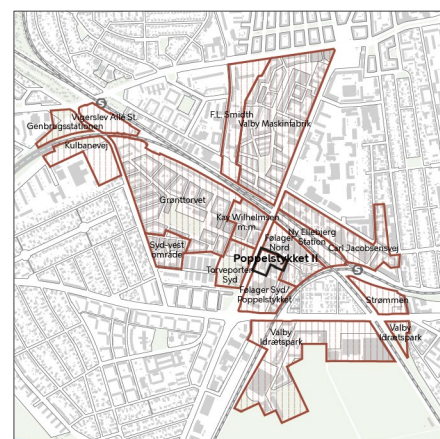 S
Vigerslev Allé St.
Genbrugsstationen
Kulbanevej
F.L. Smidth
Valby Maskinfabrik
Grønttorvet
Kay Wilhelmsen
m.m.
Følager
Nord
Ny Ellebjerg
Station
Carl Jacobsensvej
Syd-vest
område
Poppelstykket II
Torveporten
Syd
S
Følager Syd/
Poppelstykket
Strømmen
Valby
Idrætspark
Valby
Idrætspark